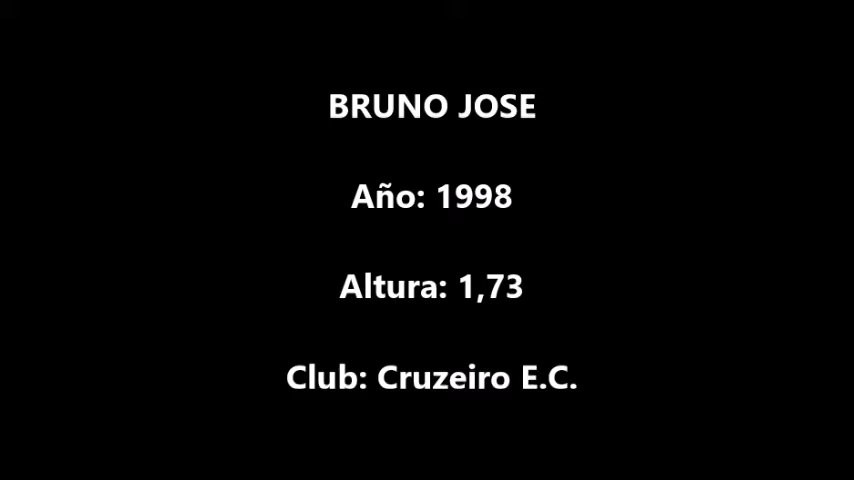 BRUNO JOSE
Año: 1998
Altura: 1,73
Club: Cruzeiro E.C.